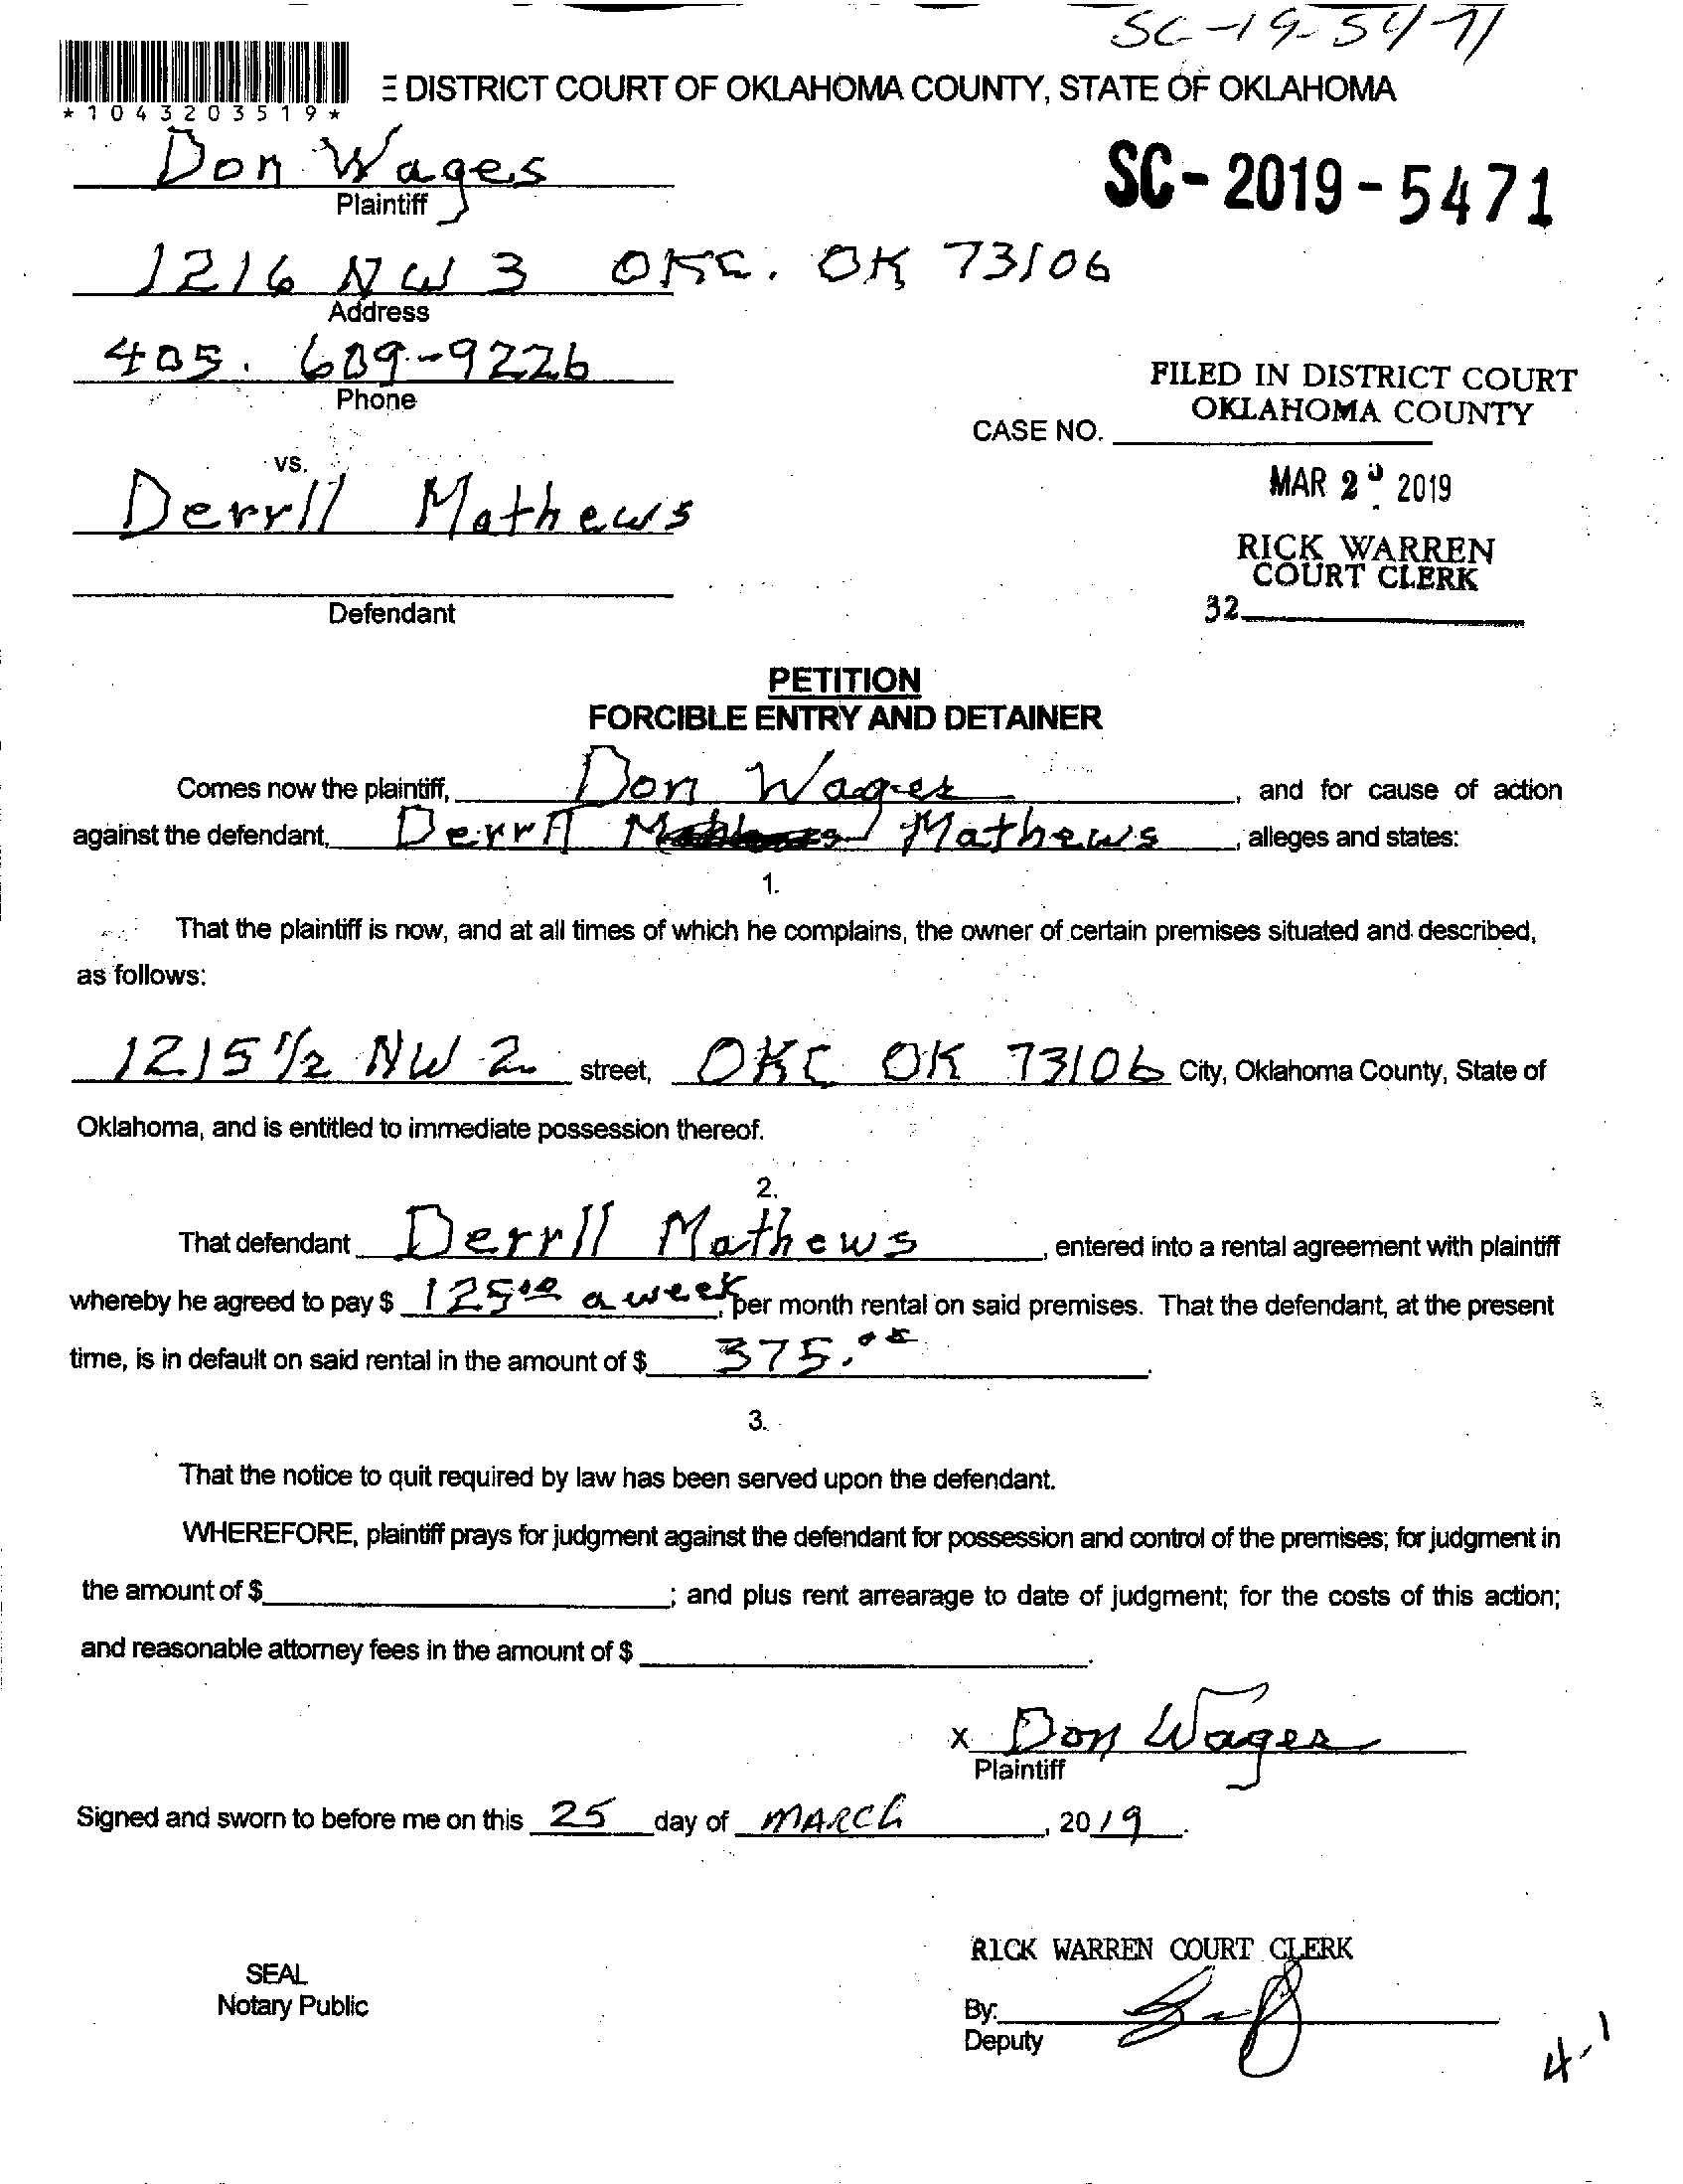 SC-19-5471
DISTRICT COURT OF OKLAHOMA COUNTY, STATE OF OKLAHOMA
*1043203519*
Don Wages
SC-2019-5471
Plaintiff
1216 NW 3 OKC. OK 73106
Address
405. 609-9226
Phone
FILED IN DISTRICT COURT
OKLAHOMA COUNTY
CASE NO.
vs.
MAR 2 2019
Derrll Mathews
RICK WARREN
COURT CLERK
32
Defendant
PETITION
FORCIBLE ENTRY AND DETAINER
Comes now the plaintiff, Don Wages, and for cause of action
against the defendant, Derrll Mathews, alleges and states:
1.
That the plaintiff is now, and at all times of which he complains, the owner of certain premises situated and described,
as follows:
1215 1/2 NW 2 street, OKC OK 73106 City, Oklahoma County, State of
Oklahoma, and is entitled to immediate possession thereof.
2.
That defendant Derrll Mathews, entered into a rental agreement with plaintiff
whereby he agreed to pay $ 125.00 a week, per month rental on said premises. That the defendant, at the present
time, is in default on said rental in the amount of $ 375.00.
3.
That the notice to quit required by law has been served upon the defendant.
WHEREFORE, plaintiff prays for judgment against the defendant for possession and control of the premises; for judgment in
the amount of $ ; and plus rent arrearage to date of judgment; for the costs of this action;
and reasonable attorney fees in the amount of $ .
x Don Wages
Plaintiff
Signed and sworn to before me on this 25 day of MARCH, 2019.
RICK WARREN COURT CLERK
SEAL
Notary Public
By:
Deputy
4-1